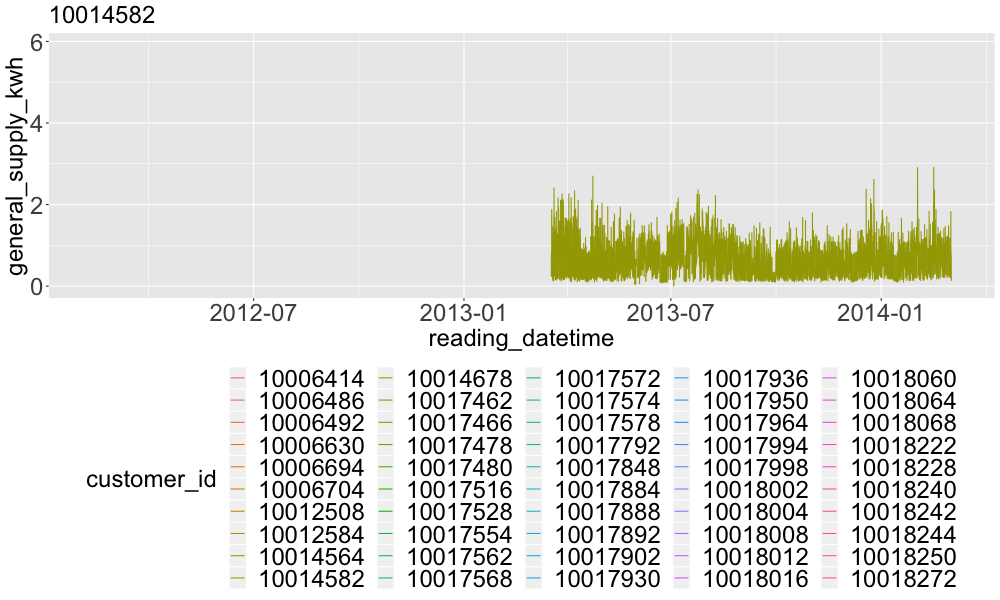 10014582
general_supply_kwh
6
4
2
0
2012-07 2013-01 2013-07 2014-01
reading_datetime
customer_id
10006414 10014678 10017572 10017936 10018060
10006486 10017462 10017574 10017950 10018064
10006492 10017466 10017578 10017964 10018068
10006630 10017478 10017792 10017994 10018222
10006694 10017480 10017848 10017998 10018228
10006704 10017516 10017884 10018002 10018240
10012508 10017528 10017888 10018004 10018242
10012584 10017554 10017892 10018008 10018244
10014564 10017562 10017902 10018012 10018250
10014582 10017568 10017930 10018016 10018272